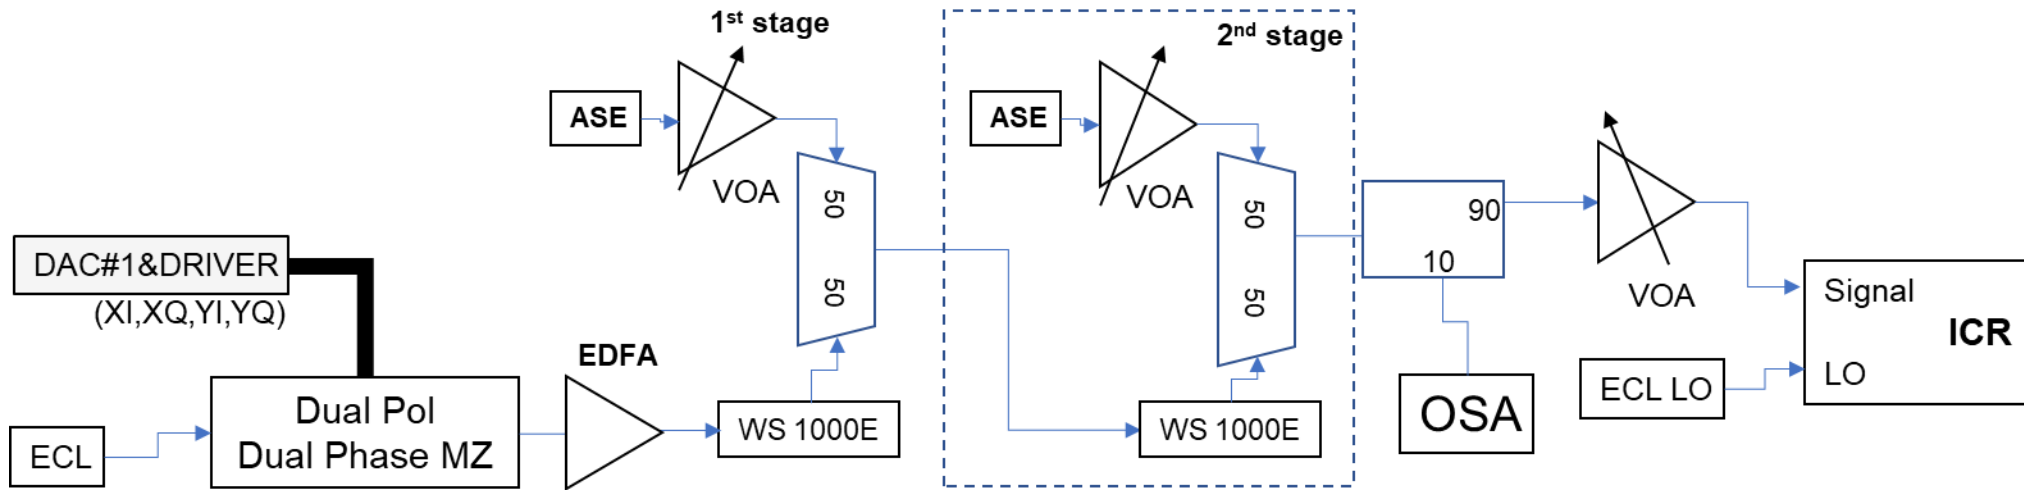 1st stage
2nd stage
ASE
VOA
50
50
ASE
VOA
50
50
90
10
VOA
DAC#1&DRIVER
(XI,XQ,YI,YQ)
EDFA
Signal
ICR
LO
ECL LO
OSA
Dual Pol
Dual Phase MZ
ECL
WS 1000E
WS 1000E